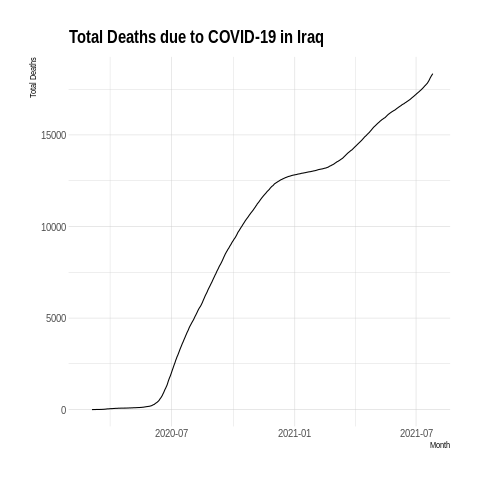 Total Deaths due to COVID-19 in Iraq
Total Deaths
15000
10000
5000
0
2020-07 2021-01 2021-07
Month